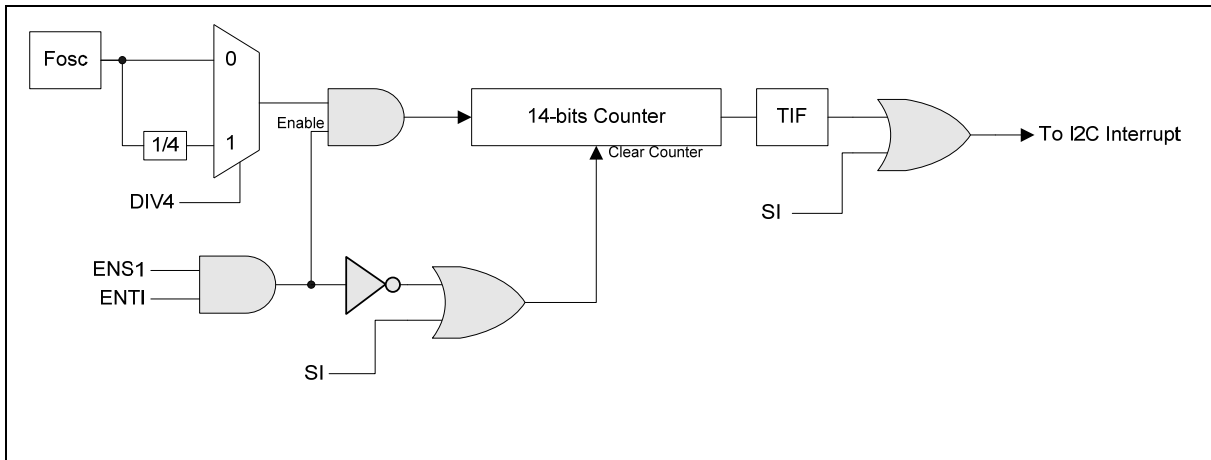 Fosc
0
1/4
1
DIV4
Enable
14-bits Counter
Clear Counter
TIF
To I2C Interrupt
SI
ENS1
ENTI
SI